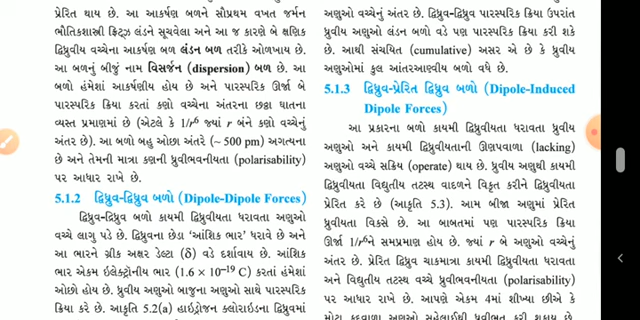 પ્રેરિત થાય છે. આ આકર્ષણ બળને સૌપ્રથમ વખત જર્મન
ભૌતિકશાસ્ત્રી ફ્રિટ્ઝ લંડને સૂચવેલા અને આ જ કારણે બે ક્ષણિક
દ્વિધ્રુવીય વચ્ચેના આકર્ષણ બળ લંડન બળ તરીકે ઓળખાય છે.
આ બળનું બીજું નામ વિસર્જન (dispersion) બળ છે. આ
બળો હંમેશાં આકર્ષણીય હોય છે અને પારસ્પરિક ઊર્જા બે
પારસ્પરિક ક્રિયા કરતાં કણો વચ્ચેના અંતરના છઠ્ઠા ઘાતના
વ્યસ્ત પ્રમાણમાં છે (એટલે કે 1/r⁶ જ્યાં r બંને કણો વચ્ચેનું
અંતર છે). આ બળો બહુ ઓછા અંતરે (~ 500 pm) અગત્યના
છે અને તેમની માત્રા કણની ધ્રુવીભવનીયતા (polarisability)
પર આધાર રાખે છે.
5.1.2 દ્વિધ્રુવ-દ્વિધ્રુવ બળો (Dipole-Dipole Forces)
દ્વિધ્રુવ-દ્વિધ્રુવ બળો કાયમી દ્વિધ્રુવીયતા ધરાવતા અણુઓ
વચ્ચે લાગુ પડે છે. દ્વિધ્રુવના છેડા ‘આંશિક ભાર’ ધરાવે છે અને
આ ભારને ગ્રીક અક્ષર ડેલ્ટા (δ) વડે દર્શાવાય છે. આંશિક
ભાર એકમ ઇલેક્ટ્રોનીય ભાર (1.6 × 10⁻¹⁹ C) કરતાં હંમેશાં
ઓછો હોય છે. ધ્રુવીય અણુઓ બાજુના અણુઓ સાથે પારસ્પરિક
ક્રિયા કરે છે. આકૃતિ 5.2(a) હાઇડ્રોજન ક્લોરાઇડના દ્વિધ્રુવમાં
અણુઓ વચ્ચેનું અંતર છે. દ્વિધ્રુવ-દ્વિધ્રુવ પારસ્પરિક ક્રિયા ઉપરાંત
ધ્રુવીય અણુઓ લંડન બળો વડે પણ પારસ્પરિક ક્રિયા કરી શકે
છે. આથી સંચયિત (cumulative) અસર એ છે કે ધ્રુવીય
અણુઓમાં કુલ આંતરઆણ્વીય બળો વધે છે.
5.1.3 દ્વિધ્રુવ-પ્રેરિત દ્વિધ્રુવ બળો (Dipole-Induced
Dipole Forces)
આ પ્રકારના બળો કાયમી દ્વિધ્રુવીયતા ધરાવતા ધ્રુવીય
અણુઓ અને કાયમી દ્વિધ્રુવીયતાની ઊણપવાળા (lacking)
અણુઓ વચ્ચે સક્રિય (operate) થાય છે. ધ્રુવીય અણુથી કાયમી
દ્વિધ્રુવીયતા વિદ્યુતીય તટસ્થ વાદળને વિકૃત કરીને દ્વિધ્રુવીયતા
પ્રેરિત કરે છે (આકૃતિ 5.3). આમ બીજા અણુમાં પ્રેરિત
ધ્રુવીયતા વિકસે છે. આ બાબતમાં પણ પારસ્પરિક ક્રિયા
ઊર્જા 1/r⁶ને સમપ્રમાણ હોય છે. જ્યાં r બે અણુઓ વચ્ચેનું
અંતર છે. પ્રેરિત દ્વિધ્રુવ ચાકમાત્રા કાયમી દ્વિધ્રુવીયતા ધરાવતા
અને વિદ્યુતીય તટસ્થ વચ્ચે ધ્રુવીભવનીયતા (polarisability)
પર આધાર રાખે છે. આપણે એકમ 4માં શીખ્યા છીએ કે
મોટા કદવાળા અણુઓ સહેલાઈથી ધ્રુવીભૂત કરી શકાય છે.